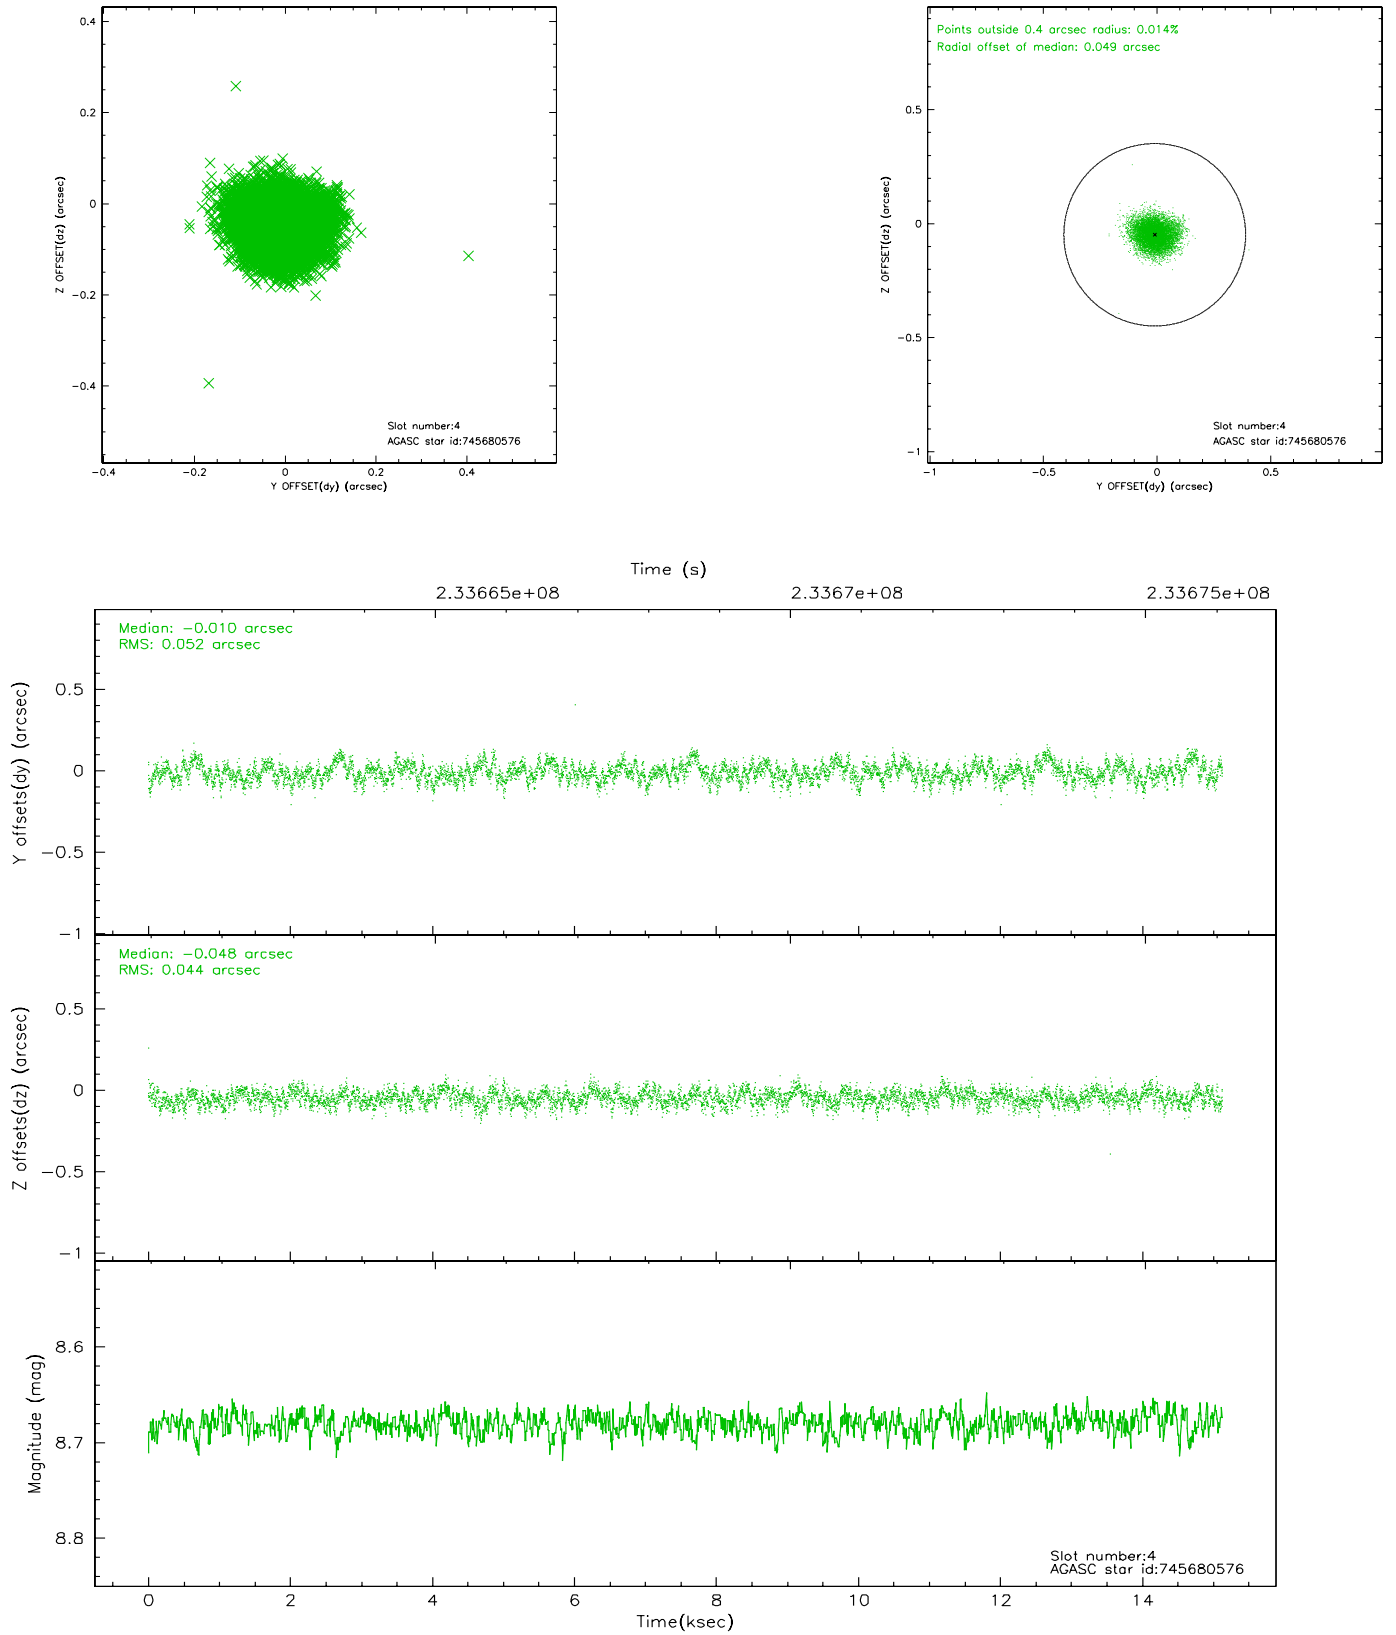 0.4
0.2
0
−0.2
−0.4
Z OFFSET(dz) (arcsec)
Slot number:4
AGASC star id:745680576
−0.4 −0.2 0 0.2 0.4
Y OFFSET(dy) (arcsec)
Points outside 0.4 arcsec radius: 0.014%
Radial offset of median: 0.049 arcsec
0.5
0
−0.5
−1
Z OFFSET(dz) (arcsec)
Slot number:4
AGASC star id:745680576
−1 −0.5 0 0.5
Y OFFSET(dy) (arcsec)
Time (s)
2.33665e+08 2.3367e+08 2.33675e+08
Median: −0.010 arcsec
RMS: 0.052 arcsec
0.5
0
−0.5
−1
Y offsets(dy) (arcsec)
Median: −0.048 arcsec
RMS: 0.044 arcsec
0.5
0
−0.5
−1
Z offsets(dz) (arcsec)
8.6
8.7
8.8
Magnitude (mag)
Slot number:4
AGASC star id:745680576
0 2 4 6 8 10 12 14
Time(ksec)